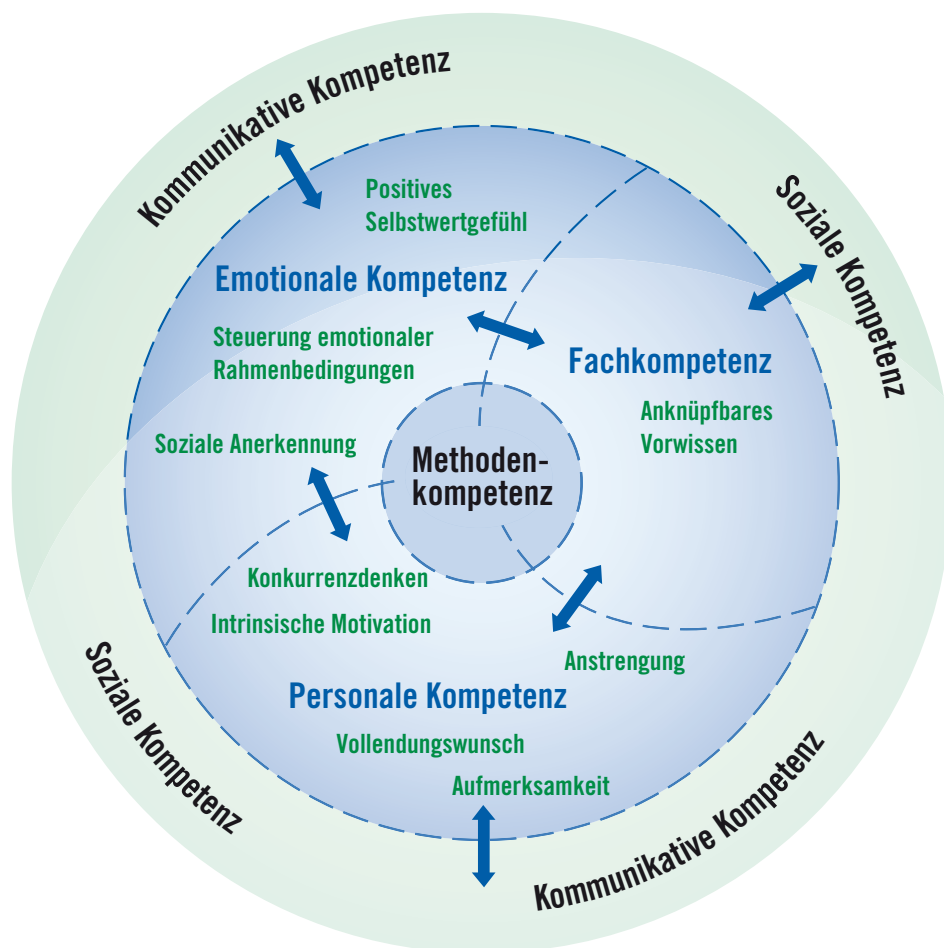 Kommunikative Kompetenz
Positives
Selbstwertgefühl
Soziale Kompetenz
Emotionale Kompetenz
Steuerung emotionaler
Rahmenbedingungen
Fachkompetenz
Anknüpfbares
Vorwissen
Soziale Anerkennung
Methoden-
kompetenz
Konkurrenzdenken
Intrinsische Motivation
Anstrengung
Personale Kompetenz
Vollendungswunsch
Aufmerksamkeit
Soziale Kompetenz
Kommunikative Kompetenz